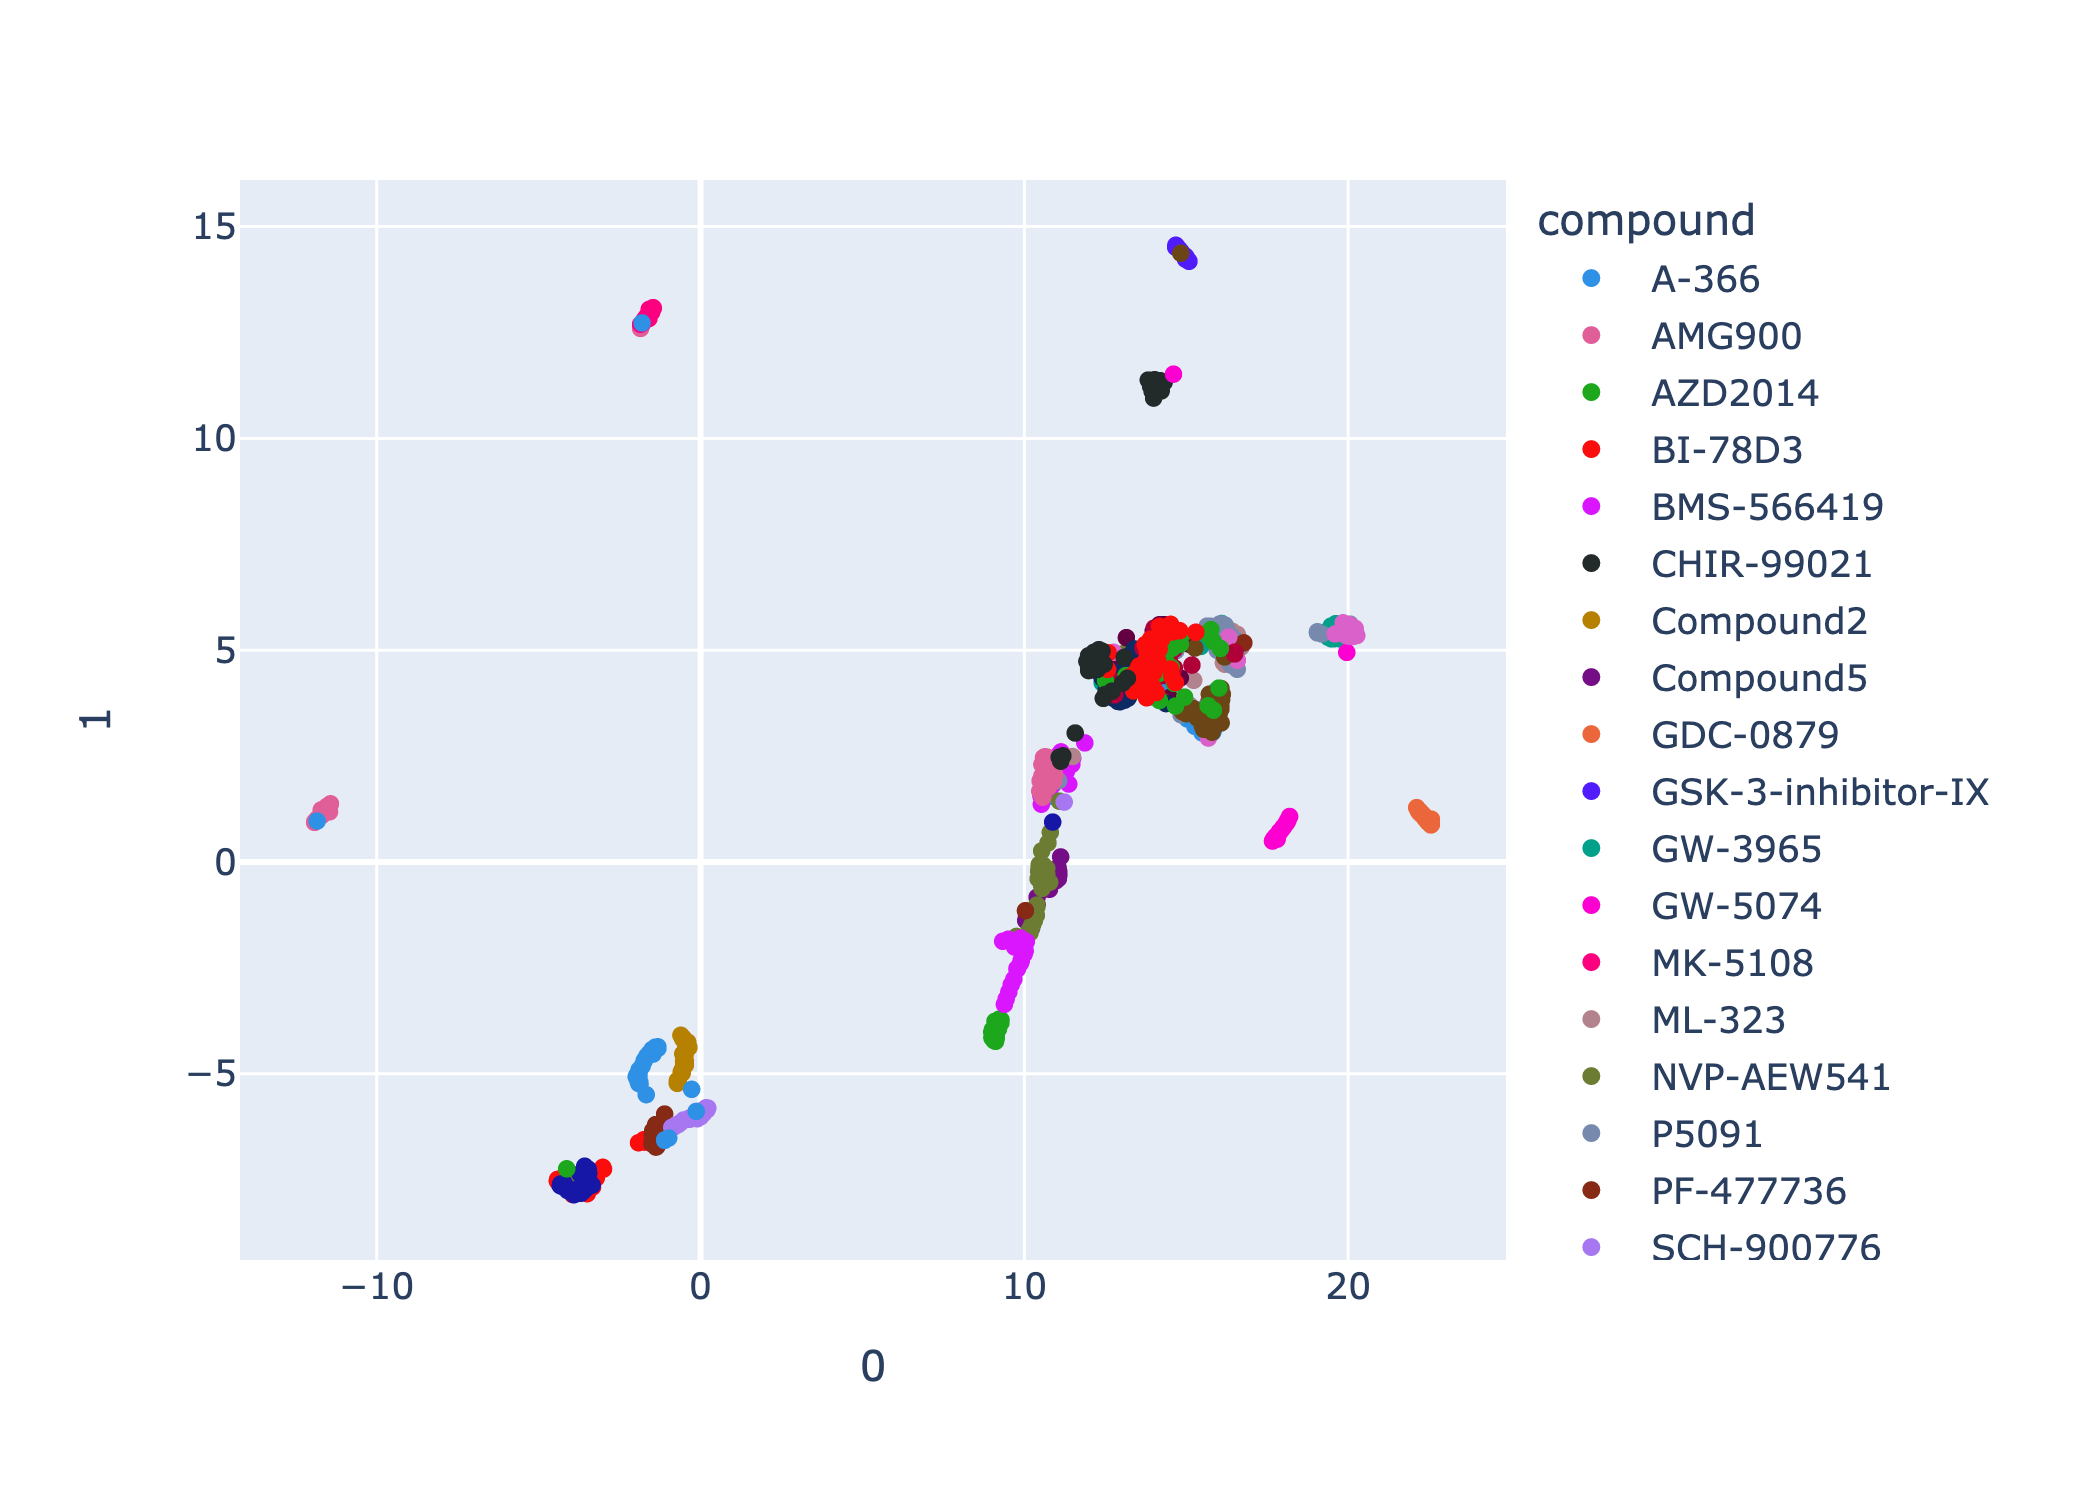 compound
A-366
AMG900
AZD2014
BI-78D3
BMS-566419
CHIR-99021
Compound2
Compound5
GDC-0879
GSK-3-inhibitor-IX
GW-3965
GW-5074
MK-5108
ML-323
NVP-AEW541
P5091
PF-477736
SCH-900776
15
10
5
0
−5
1
−10
0
10
20
0